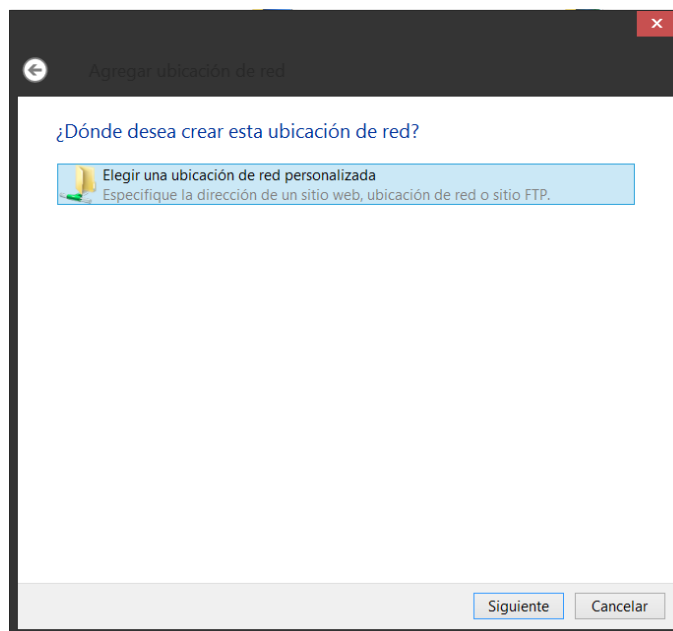 Agregar ubicación de red
¿Dónde desea crear esta ubicación de red?
Elegir una ubicación de red personalizada
Especifique la dirección de un sitio web, ubicación de red o sitio FTP.
Siguiente
Cancelar